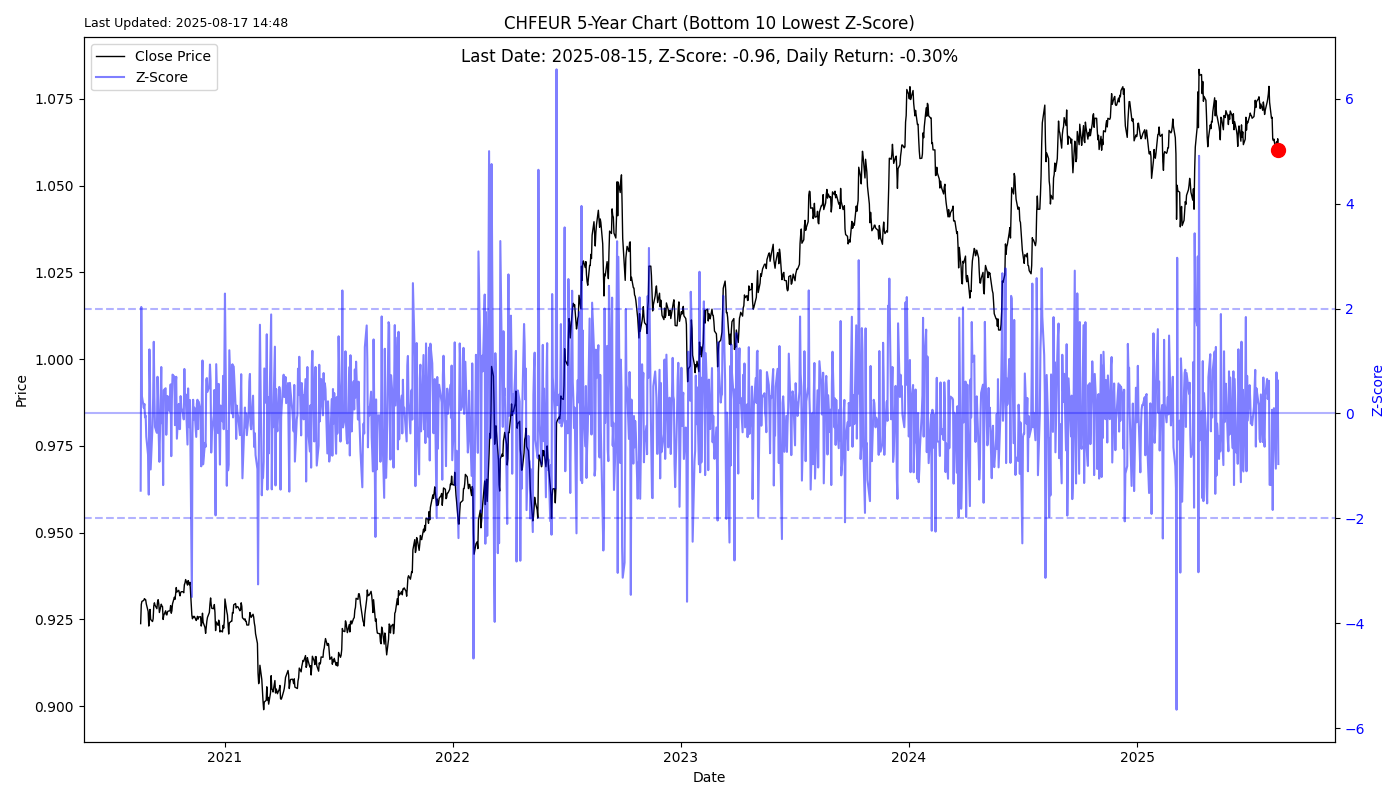 Last Updated: 2025-08-17 14:48
CHFEUR 5-Year Chart (Bottom 10 Lowest Z-Score)
Last Date: 2025-08-15, Z-Score: -0.96, Daily Return: -0.30%
Close Price
Z-Score
Price
1.075
1.050
1.025
1.000
0.975
0.950
0.925
0.900
6
4
2
0
−2
−4
−6
Z-Score
2021 2022 2023 2024 2025
Date